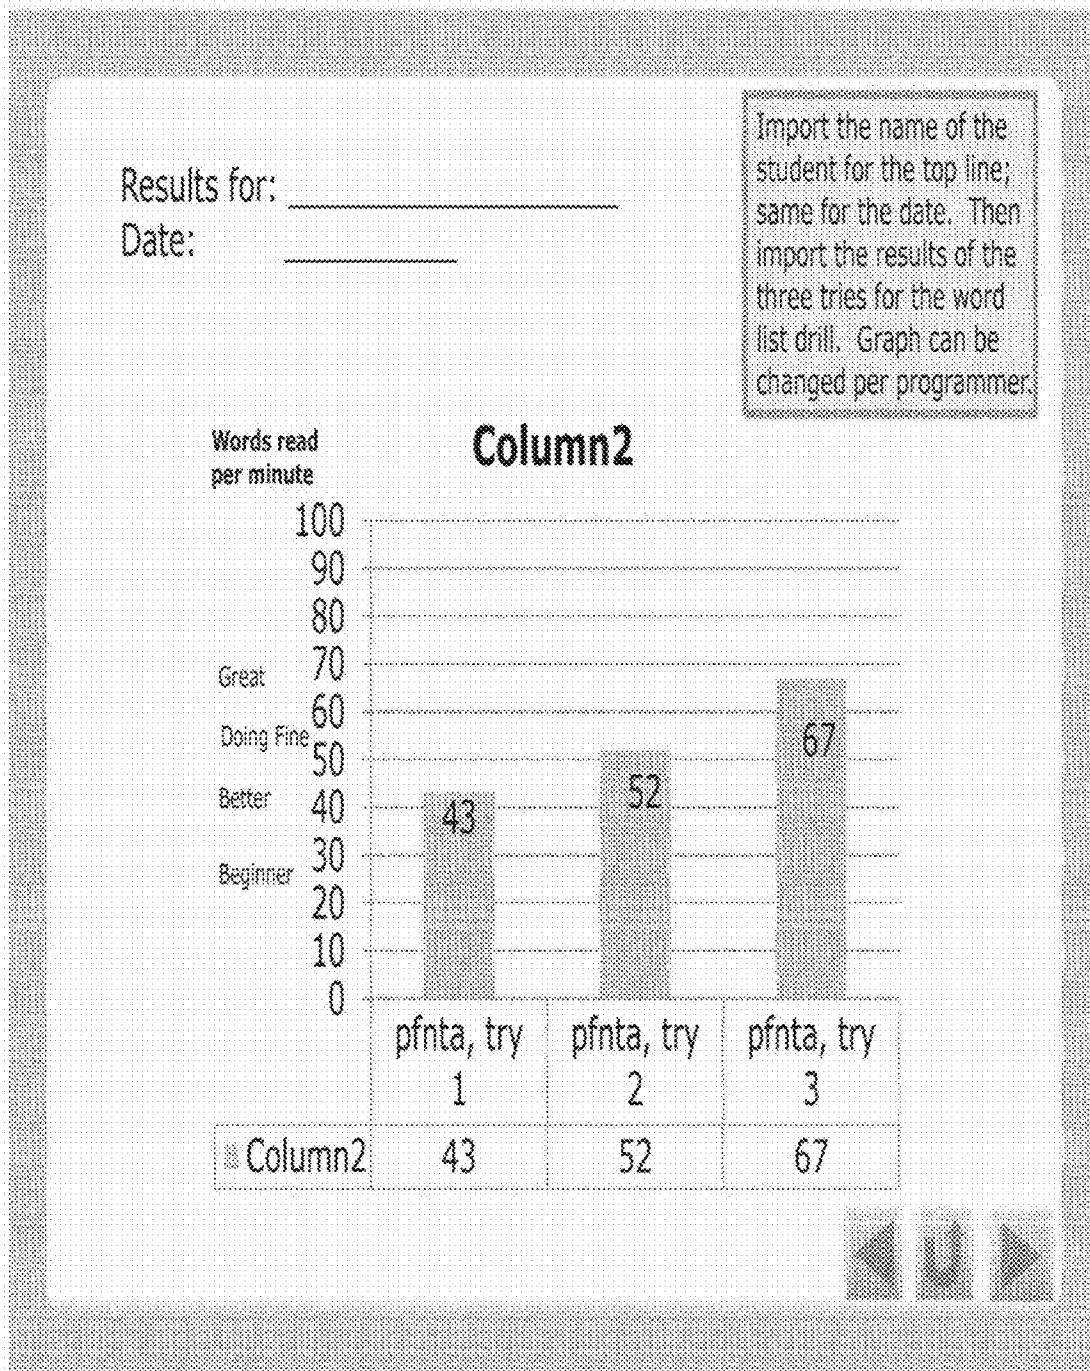 Import the name of the
student for the top line;
same for the date. Then
import the results of the
three tries for the word
list drill. Graph can be
changed per programmer.
Results for:
Date:
Words read
per minute
Column2
100
90
80
Great 70
60
Doing Fine
50
Better 40
30
Beginner
20
10
0
67
52
43
pfnta, try pfnta, try pfnta, try
1 2 3
Column2 43 52 67